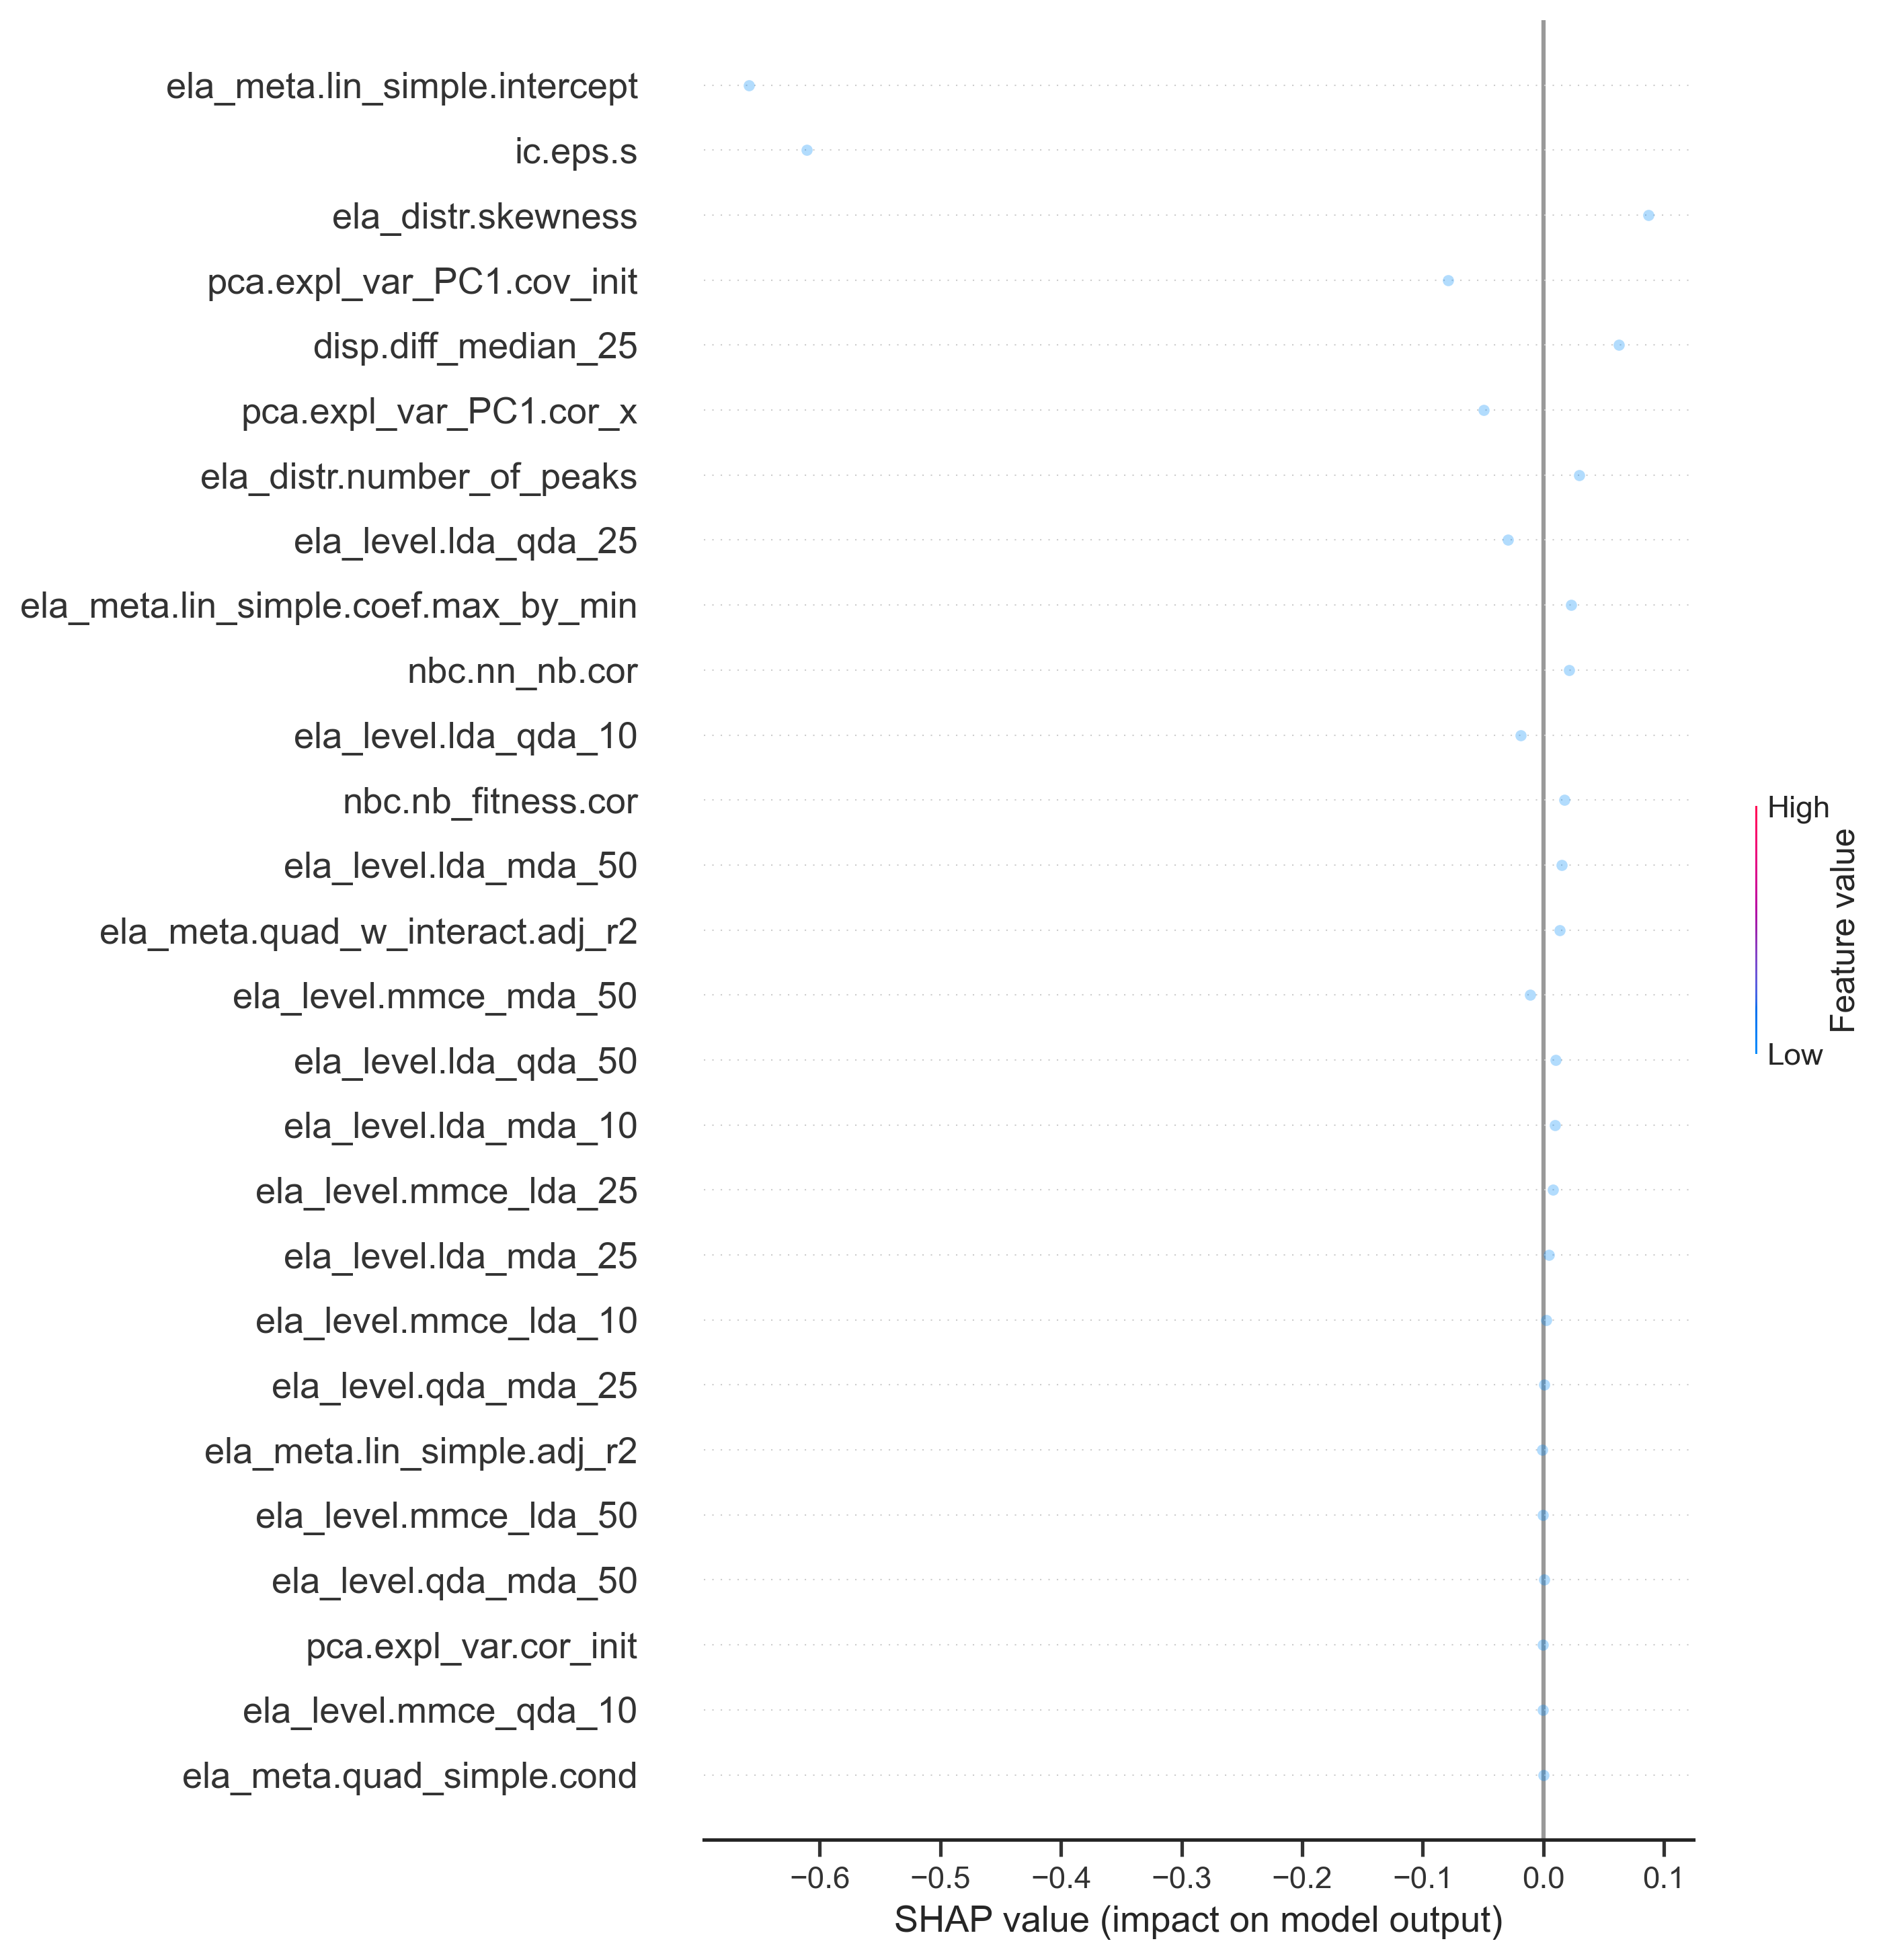 ela_meta.lin_simple.intercept
ic.eps.s
ela_distr.skewness
pca.expl_var_PC1.cov_init
disp.diff_median_25
pca.expl_var_PC1.cor_x
ela_distr.number_of_peaks
ela_level.lda_qda_25
ela_meta.lin_simple.coef.max_by_min
nbc.nn_nb.cor
ela_level.lda_qda_10
nbc.nb_fitness.cor
ela_level.lda_mda_50
ela_meta.quad_w_interact.adj_r2
ela_level.mmce_mda_50
ela_level.lda_qda_50
ela_level.lda_mda_10
ela_level.mmce_lda_25
ela_level.lda_mda_25
ela_level.mmce_lda_10
ela_level.qda_mda_25
ela_meta.lin_simple.adj_r2
ela_level.mmce_lda_50
ela_level.qda_mda_50
pca.expl_var.cor_init
ela_level.mmce_qda_10
ela_meta.quad_simple.cond
−0.6 −0.5 −0.4 −0.3 −0.2 −0.1 0.0 0.1
SHAP value (impact on model output)
High
Feature value
Low